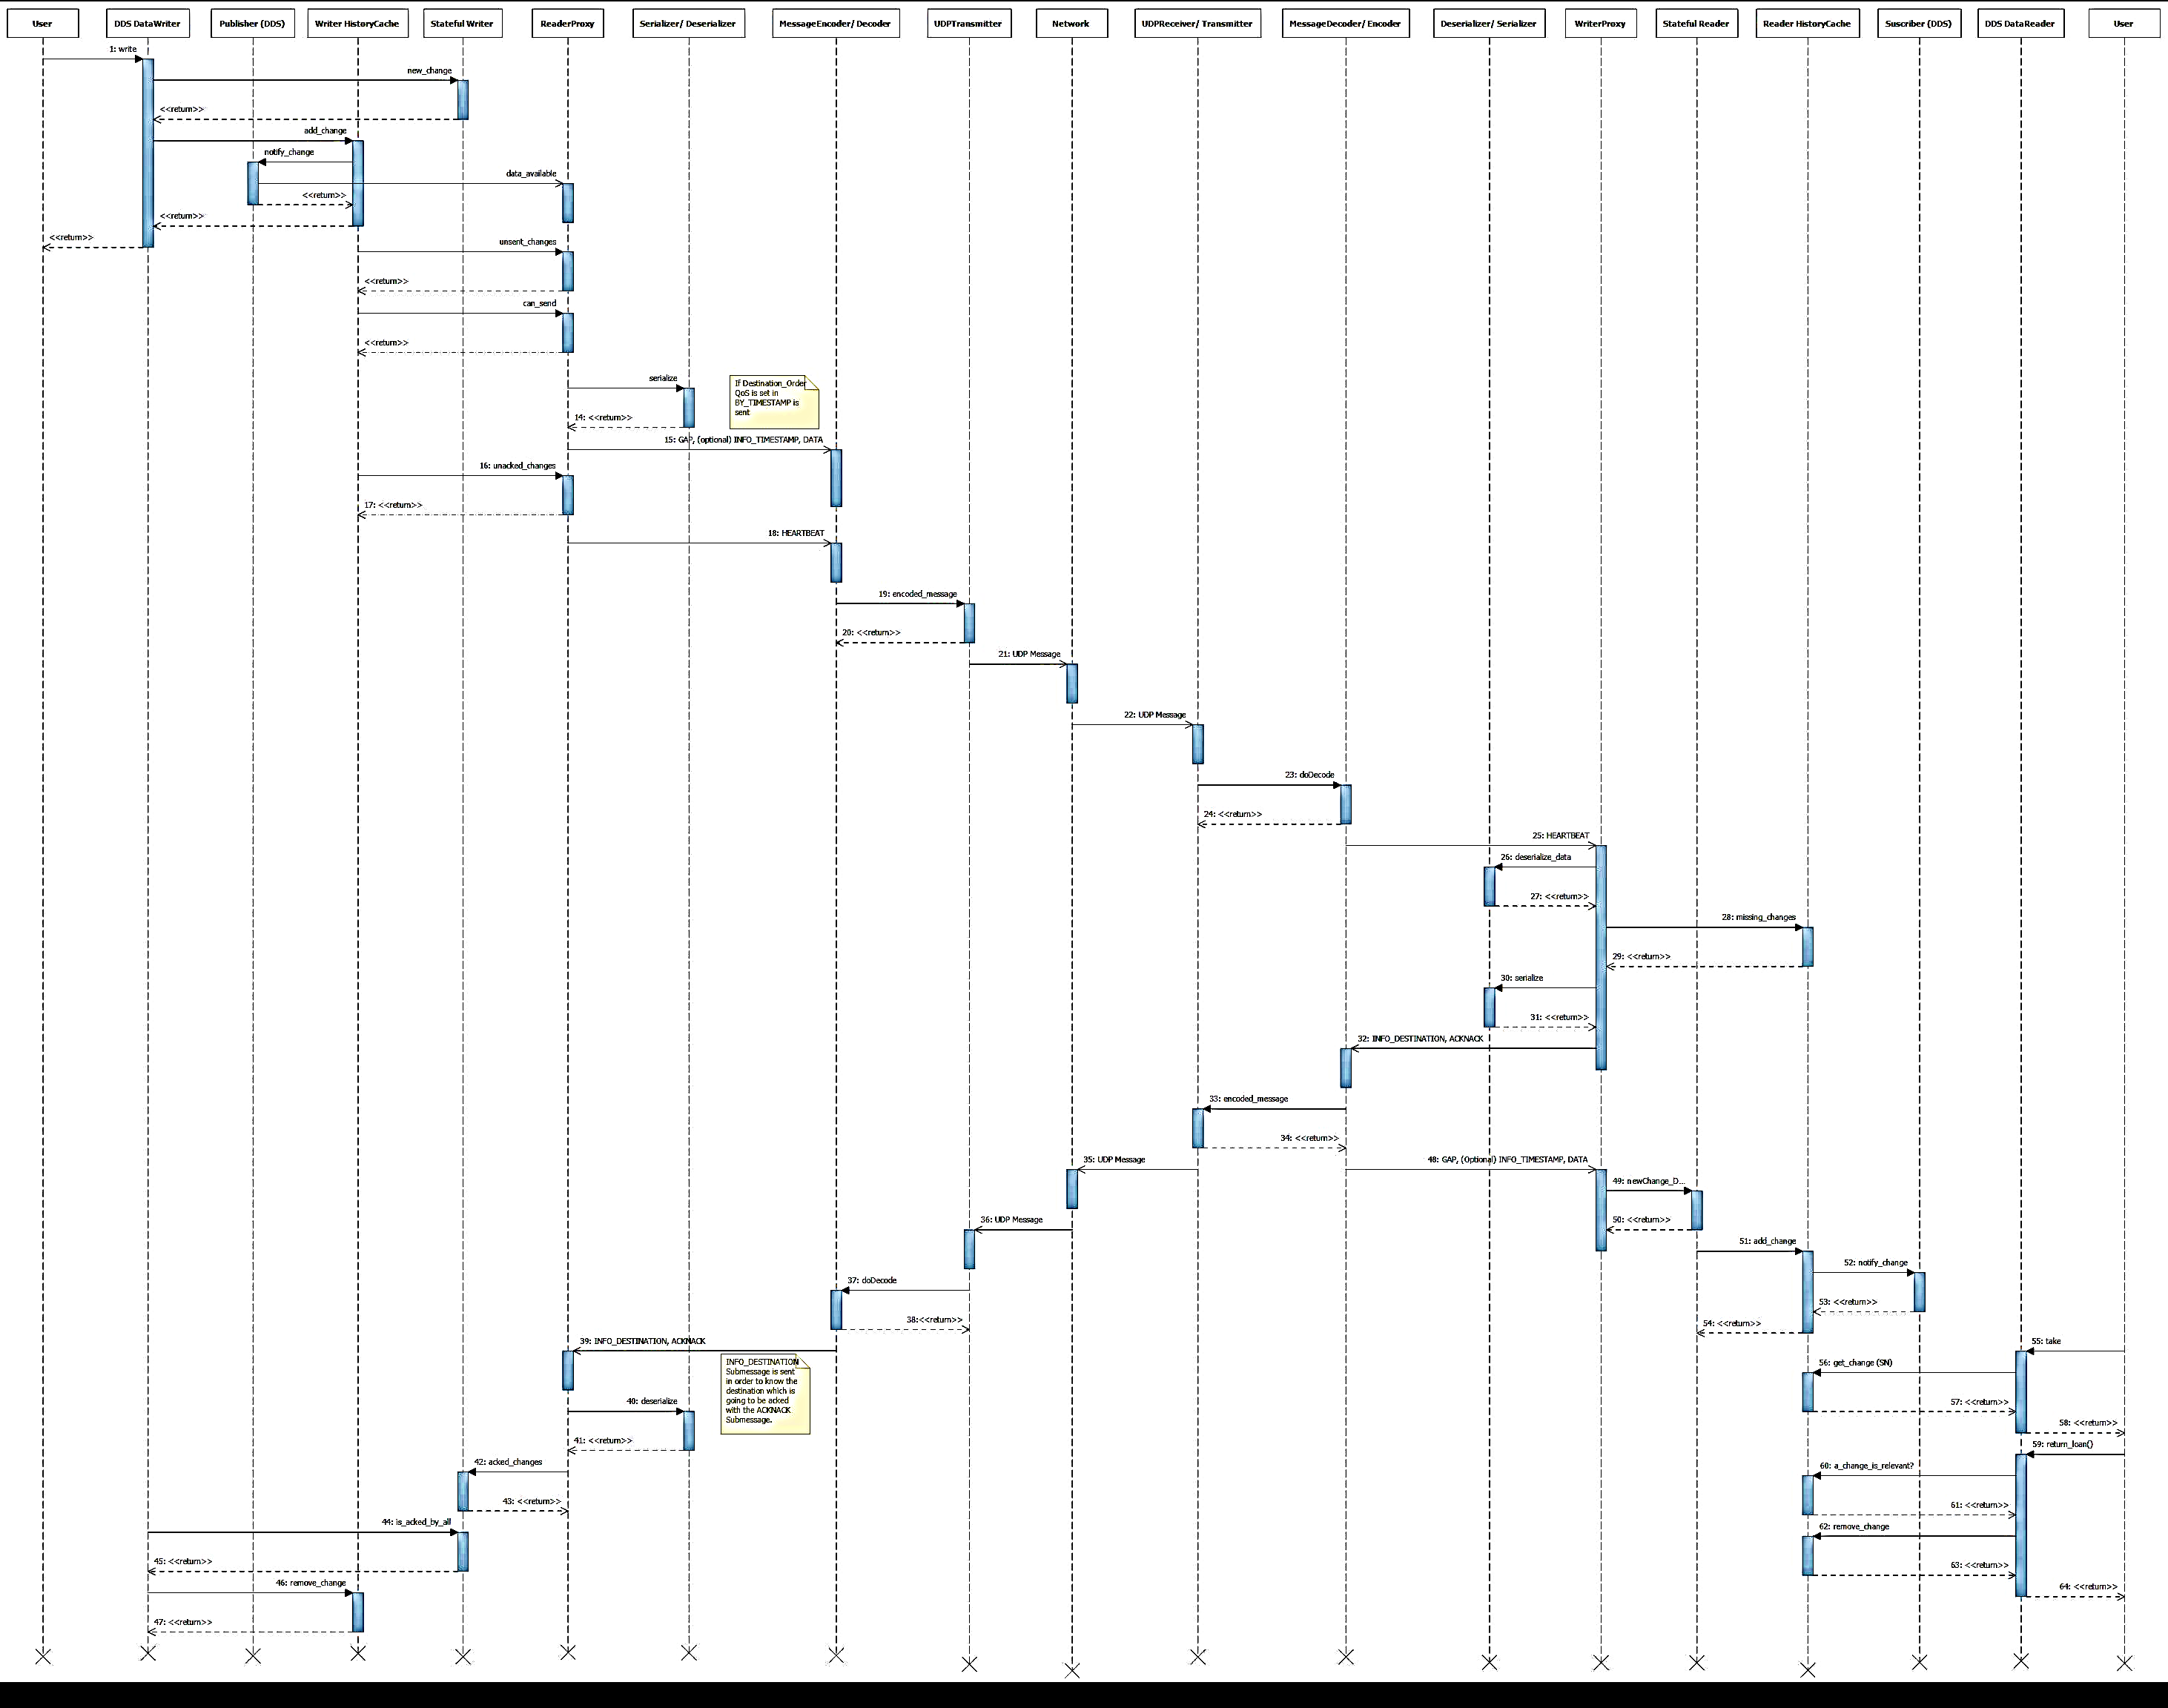 User
DDS DataWriter
Publisher (DDS)
Writer HistoryCache
Stateful Writer
ReaderProxy
Serializer/ Deserializer
MessageEncoder/ Decoder
UDPTransmitter
Network
UDPReceiver/ Transmitter
MessageDecoder/ Encoder
Deserializer/ Serializer
WriterProxy
Stateful Reader
Reader HistoryCache
Suscriber (DDS)
DDS DataReader
User
1: write
new_change
<<return>>
add_change
notify_change
data_available
<<return>>
<<return>>
<<return>>
unsent_changes
<<return>>
can_send
<<return>>
serialize
If Destination_Order
QoS is set in
BY_TIMESTAMP is
sent
14: <<return>>
15: GAP, (optional) INFO_TIMESTAMP, DATA
16: unacked_changes
17: <<return>>
18: HEARTBEAT
19: encoded_message
20: <<return>>
21: UDP Message
22: UDP Message
23: doDecode
24: <<return>>
25: HEARTBEAT
26: deserialize_data
27: <<return>>
28: missing_changes
29: <<return>>
30: serialize
31: <<return>>
32: INFO_DESTINATION, ACKNACK
33: encoded_message
34: <<return>>
35: UDP Message
48: GAP, (Optional) INFO_TIMESTAMP, DATA
49: newChange_D...
36: UDP Message
50: <<return>>
51: add_change
52: notify_change
37: doDecode
53: <<return>>
38:<<return>>
54: <<return>>
39: INFO_DESTINATION, ACKNACK
55: take
INFO_DESTINATION
Submessage is sent
in order to know the
destination which is
going to be acked
with the ACKNACK
Submessage.
56: get_change (SN)
40: deserialize
57: <<return>>
58: <<return>>
41: <<return>>
59: return_loan()
42: acked_changes
60: a_change_is_relevant?
43: <<return>>
61: <<return>>
44: is_acked_by_all
62: remove_change
45: <<return>>
63: <<return>>
46: remove_change
64: <<return>>
47: <<return>>